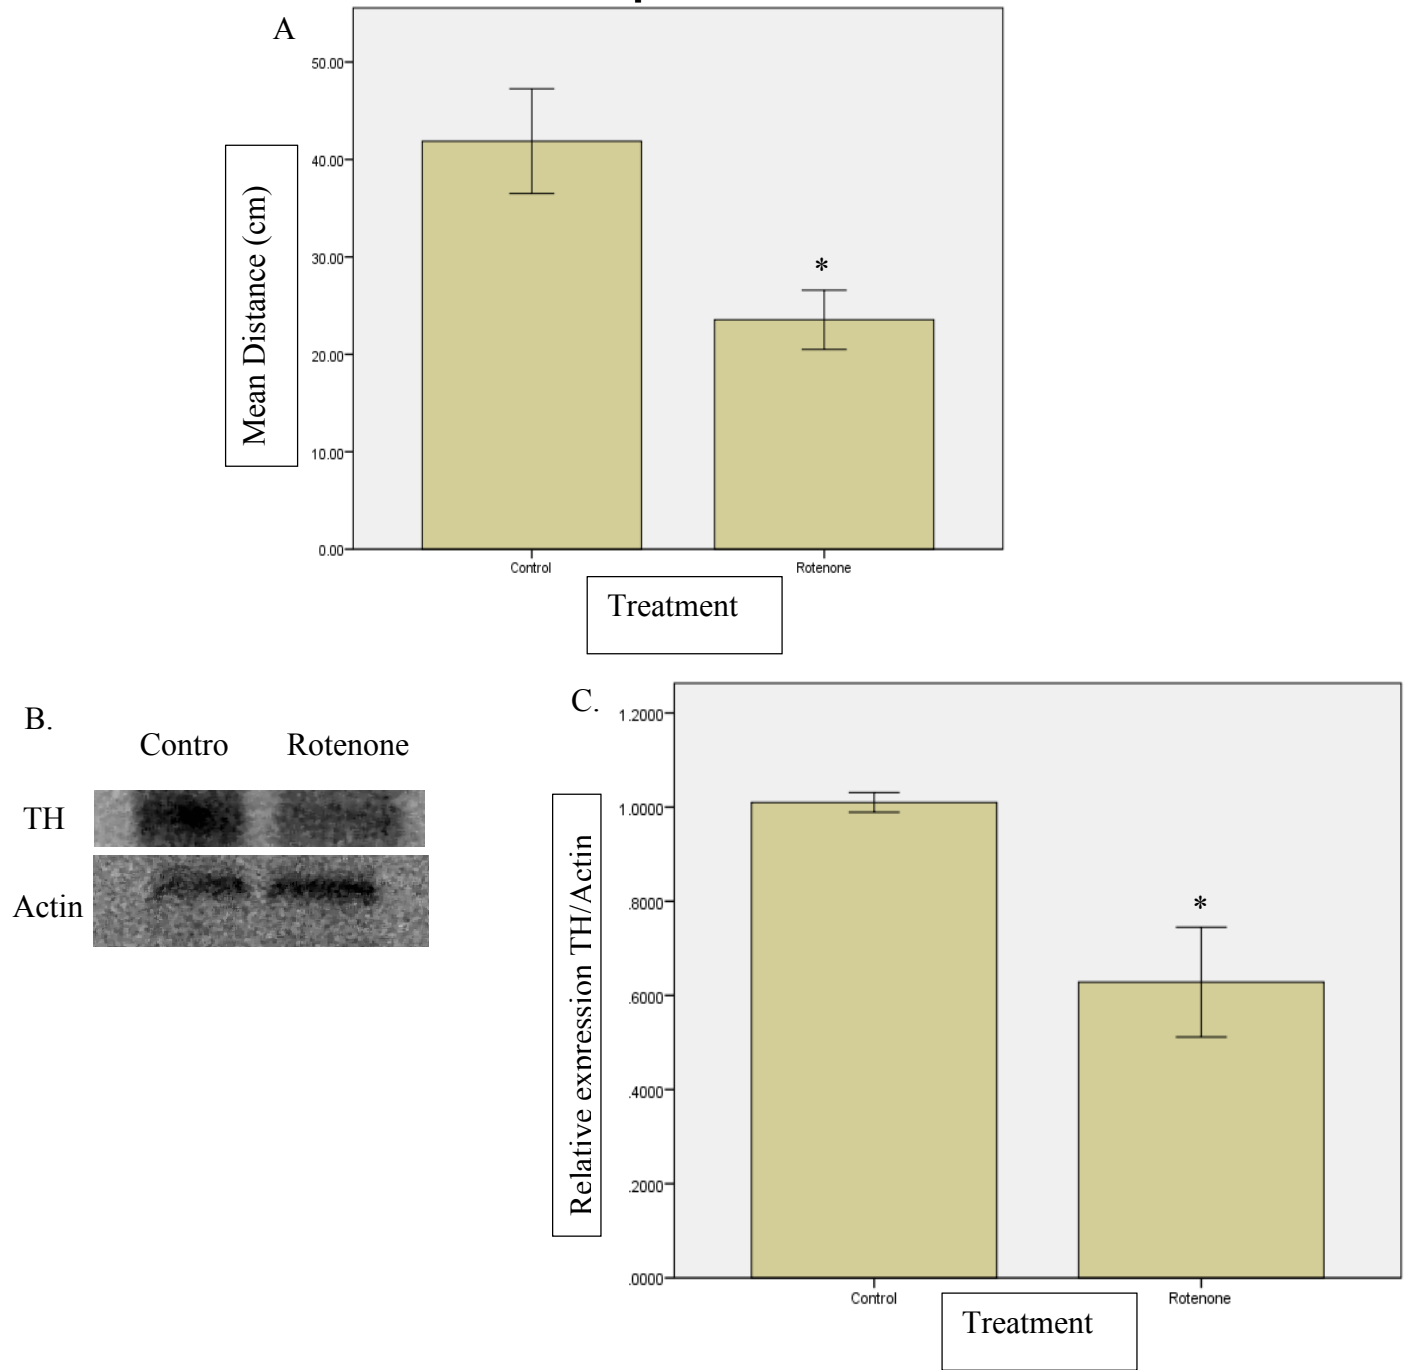 A
50.00
40.00
30.00
20.00
10.00
0.00
Mean Distance (cm)
*
Control
Rotenone
Treatment
B.
Contro
Rotenone
TH
Actin
C.
1.2000
1.0000
.8000
.6000
.4000
.2000
.0000
Relative expression TH/Actin
*
Control
Rotenone
Treatment